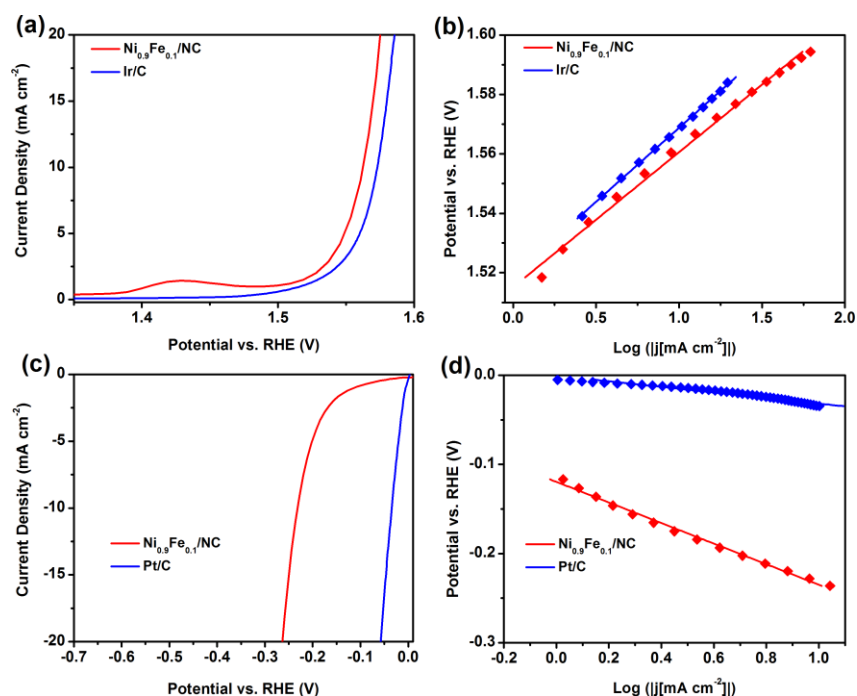 (a)
Ni0.9Fe0.1/NC
Ir/C
Current Density (mA cm-2)
20
15
10
5
0
1.4
1.5
1.6
Potential vs. RHE (V)
(b)
Ni0.9Fe0.1/NC
Ir/C
Potential vs. RHE (V)
1.60
1.58
1.56
1.54
1.52
0.0
0.5
1.0
1.5
2.0
Log (|j[mA cm-2]|)
(c)
Ni0.9Fe0.1/NC
Pt/C
Current Density (mA cm-2)
0
-5
-10
-15
-20
-0.7
-0.6
-0.5
-0.4
-0.3
-0.2
-0.1
0.0
Potential vs. RHE (V)
(d)
Ni0.9Fe0.1/NC
Pt/C
Potential vs. RHE (V)
-0.0
-0.1
-0.2
-0.3
-0.2
0.0
0.2
0.4
0.6
0.8
1.0
Log (|j[mA cm-2]|)